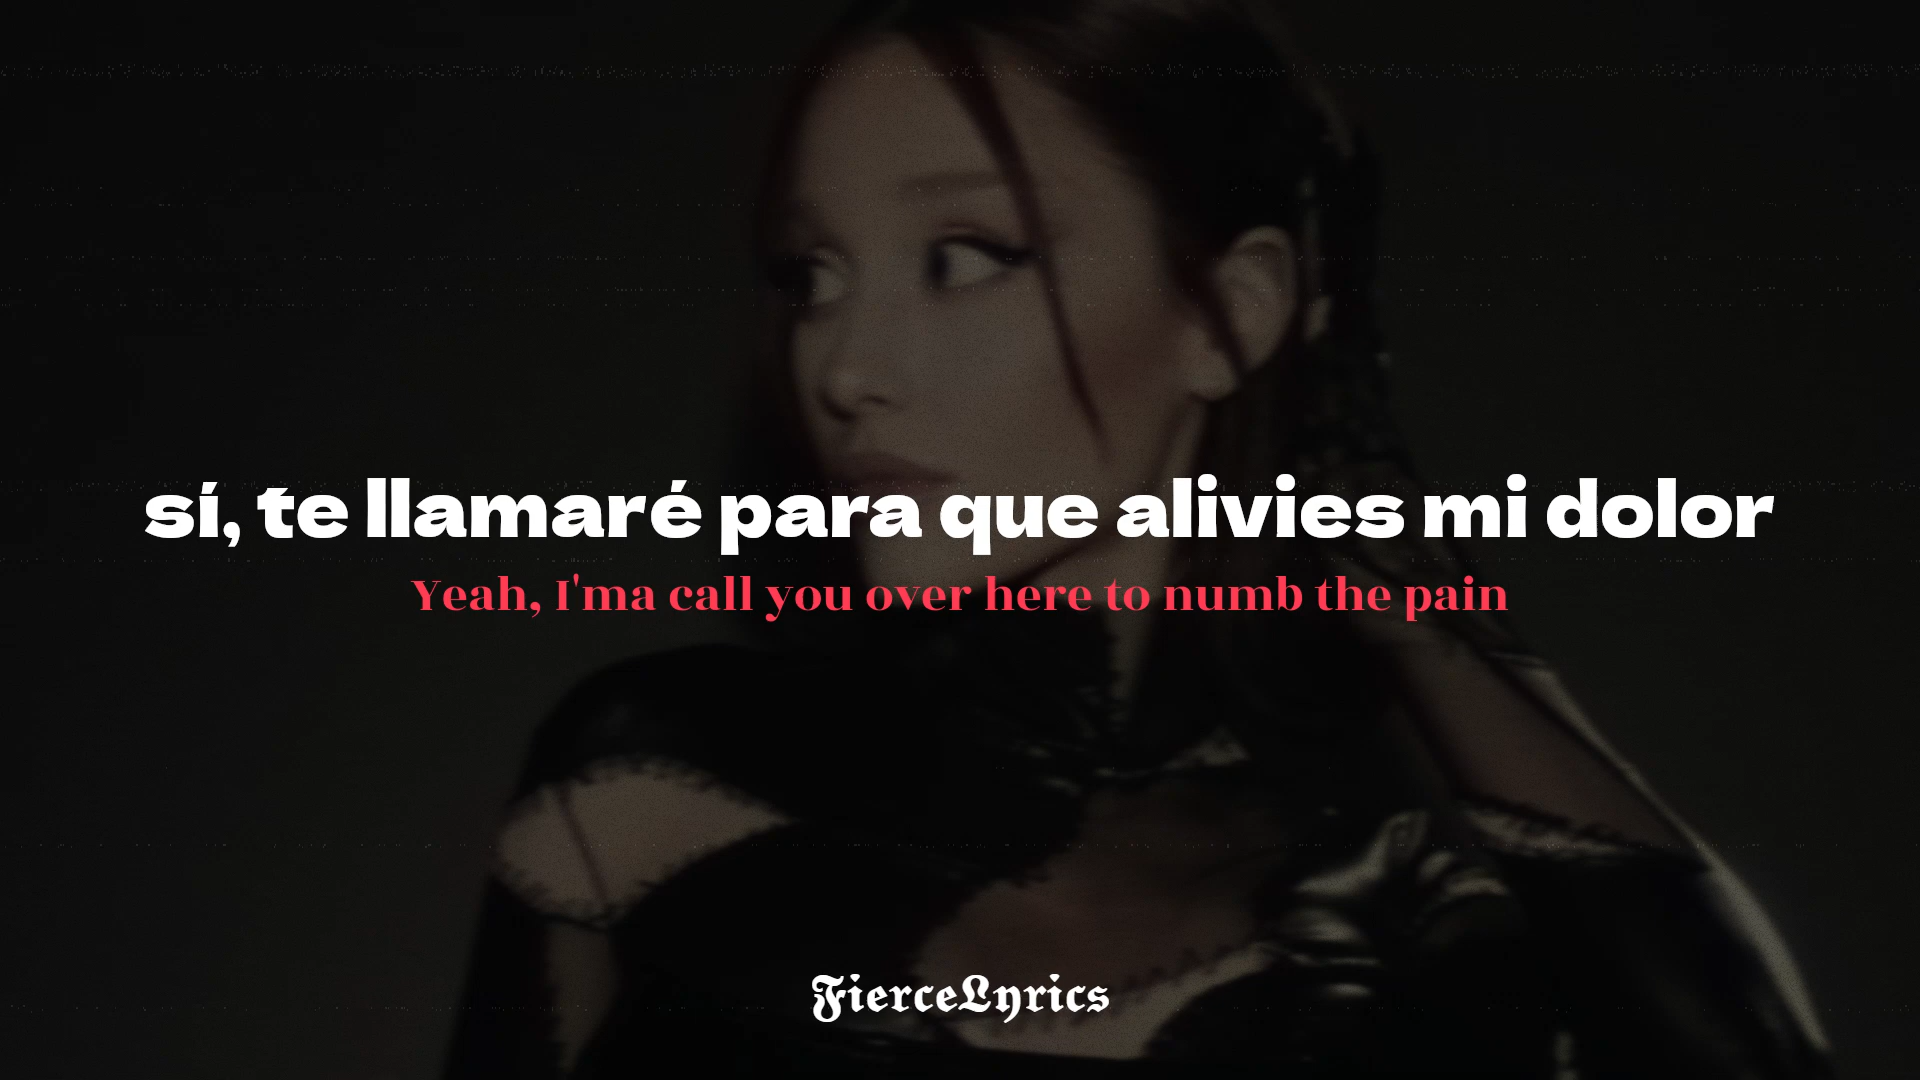 sí, te llamaré para que alivies mi dolor
Yeah, I'ma call you over here to numb the pain
FierceLyrics